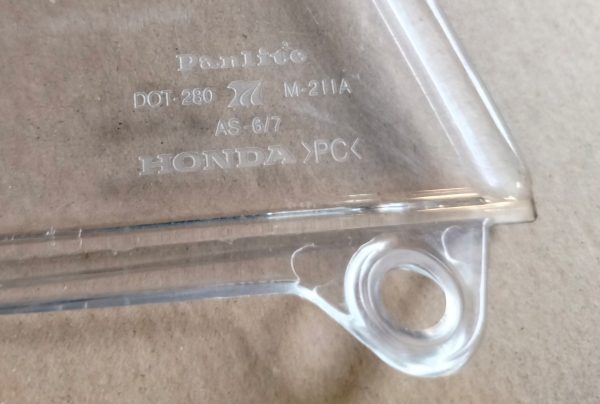 Panlite
DOT-280 M-211A
AS-6/7
HONDA >PC<